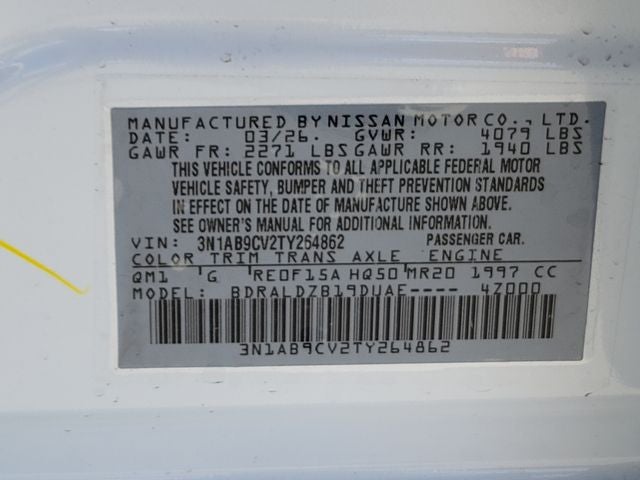 MANUFACTURED BY NISSAN MOTOR CO., LTD.
DATE: 03/26. GVWR: 4079 LBS
GAWR FR: 2271 LBS GAWR RR: 1940 LBS
THIS VEHICLE CONFORMS TO ALL APPLICABLE FEDERAL MOTOR
VEHICLE SAFETY, BUMPER AND THEFT PREVENTION STANDARDS
IN EFFECT ON THE DATE OF MANUFACTURE SHOWN ABOVE.
SEE OWNER'S MANUAL FOR ADDITIONAL INFORMATION.
VIN: 3N1AB9CV2TY264862 PASSENGER CAR.
COLOR TRIM TRANS AXLE ENGINE
QM1 G RE0F15A HQ50 MR20 1997 CC
MODEL: BDRALDZB19DUAE---- 4Z000
3N1AB9CV2TY264862